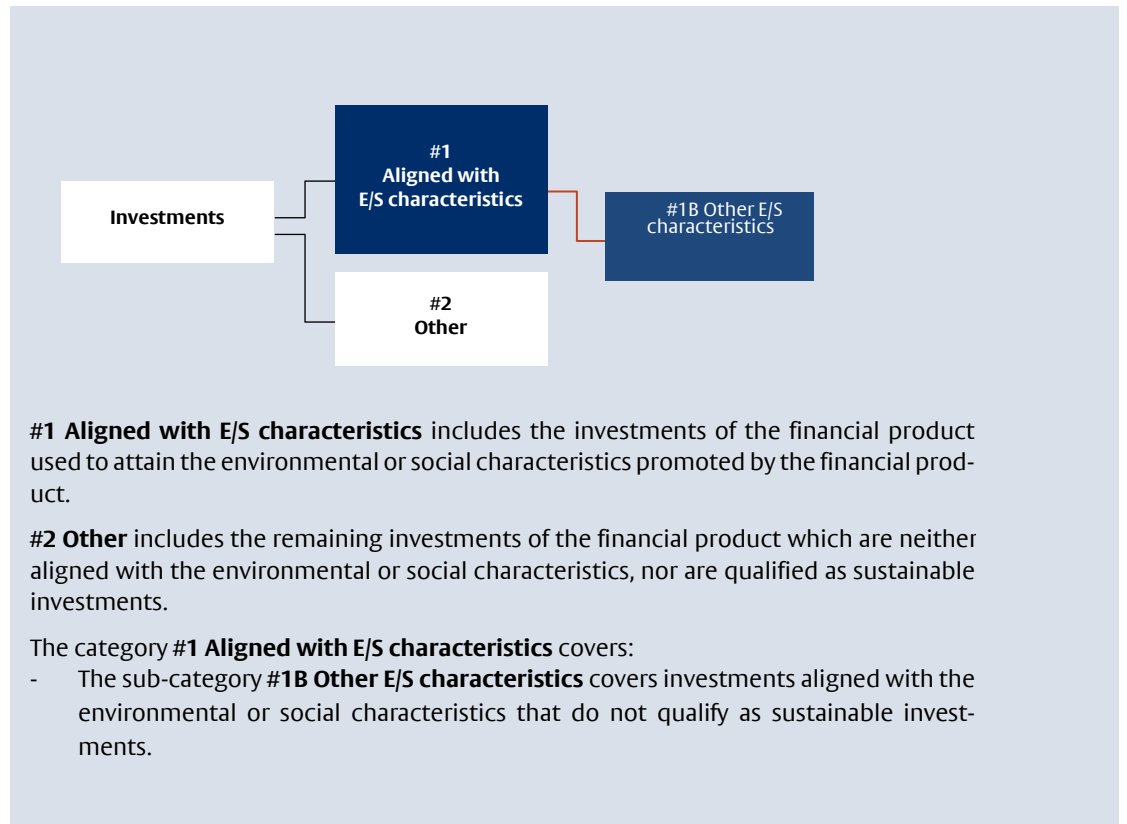 #1
Aligned with
E/S characteristics
Investments
#1B Other E/S
characteristics
#2
Other
#1 Aligned with E/S characteristics includes the investments of the financial product
used to attain the environmental or social characteristics promoted by the financial prod-
uct.
#2 Other includes the remaining investments of the financial product which are neither
aligned with the environmental or social characteristics, nor are qualified as sustainable
investments.
The category #1 Aligned with E/S characteristics covers:
- The sub-category #1B Other E/S characteristics covers investments aligned with the
environmental or social characteristics that do not qualify as sustainable invest-
ments.